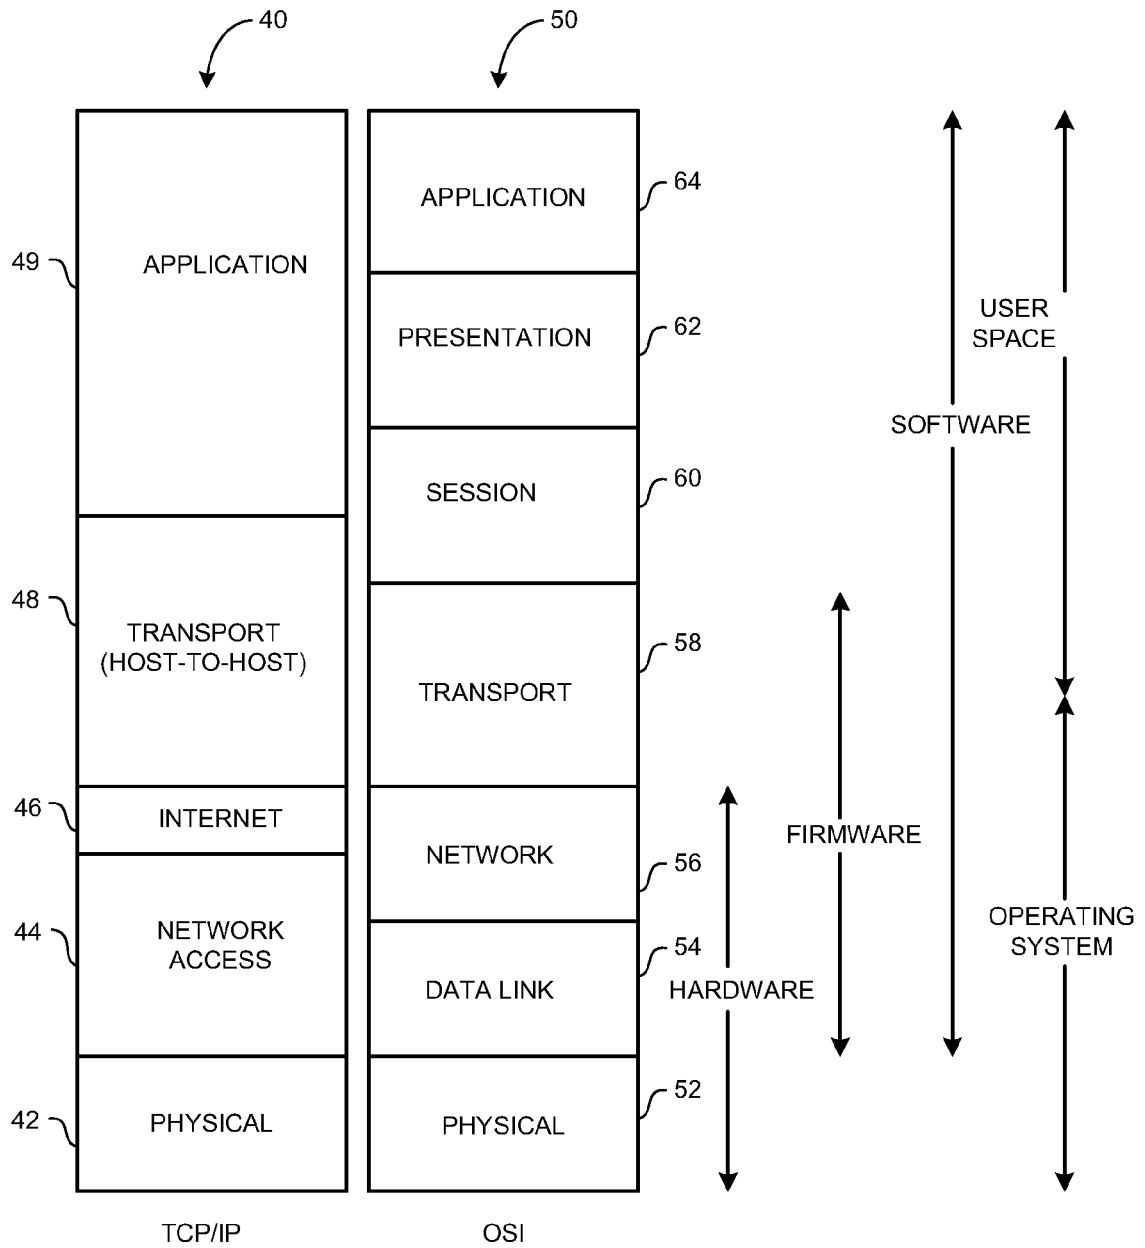 40
50
APPLICATION
64
49
APPLICATION
PRESENTATION
62
USER
SPACE
SOFTWARE
SESSION
60
48
TRANSPORT
(HOST-TO-HOST)
58
TRANSPORT
46
INTERNET
FIRMWARE
NETWORK
56
44
NETWORK
ACCESS
54
OPERATING
SYSTEM
DATA LINK
HARDWARE
42
PHYSICAL
PHYSICAL
52
TCP/IP
OSI